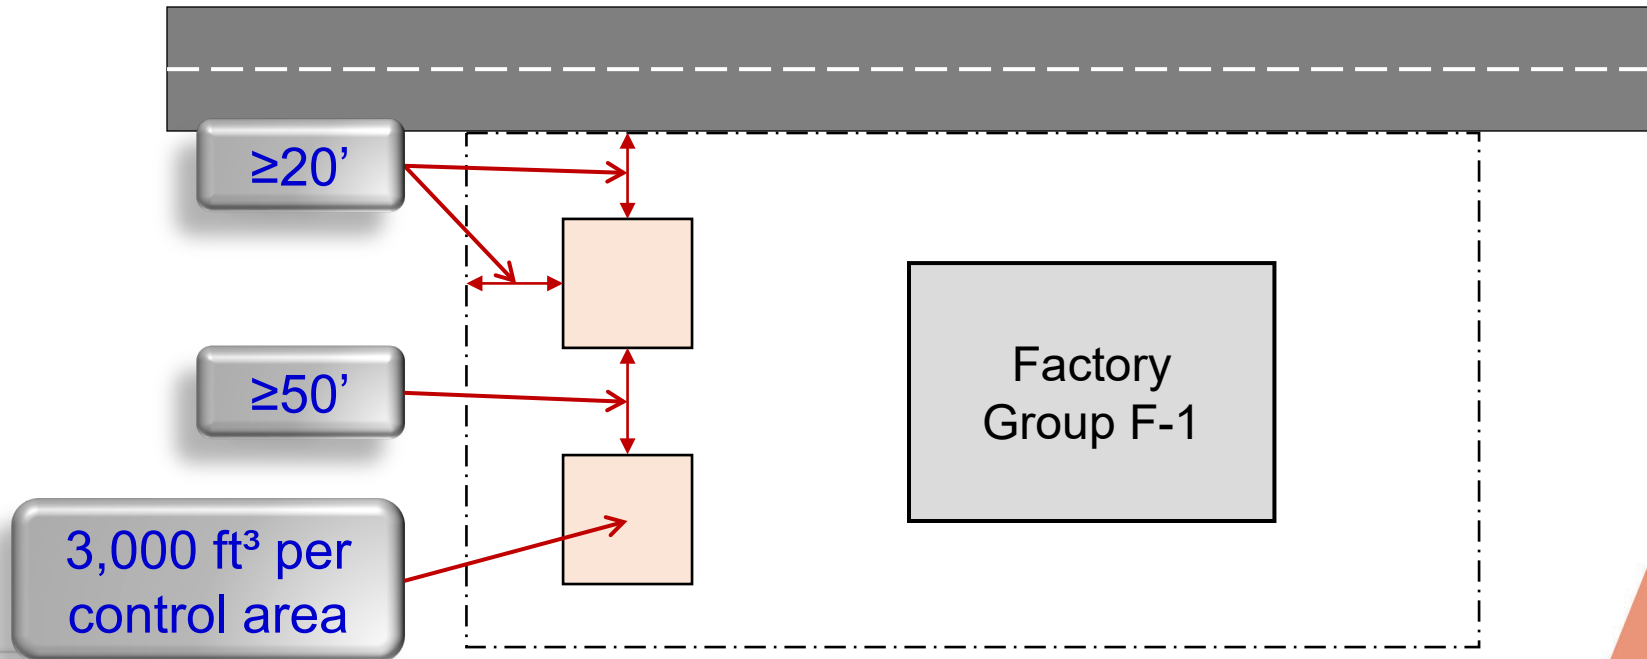 ≥20’
≥50’
3,000 ft³ per
control area
Factory
Group F-1